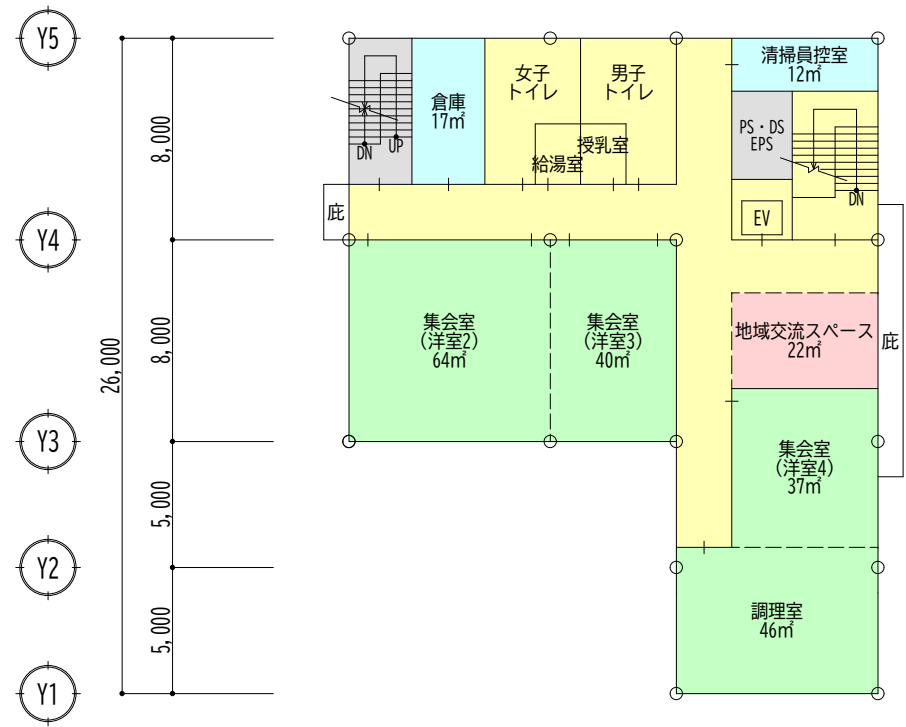 Y5
Y4
Y3
Y2
Y1
26,000
8,000
8,000
5,000
5,000
DN
UP
倉庫
17㎡
女子
トイレ
男子
トイレ
授乳室
給湯室
清掃員控室
12㎡
PS・DS
EPS
EV
DN
庇
集会室
(洋室2)
64㎡
集会室
(洋室3)
40㎡
地域交流スペース
22㎡
庇
集会室
(洋室4)
37㎡
調理室
46㎡